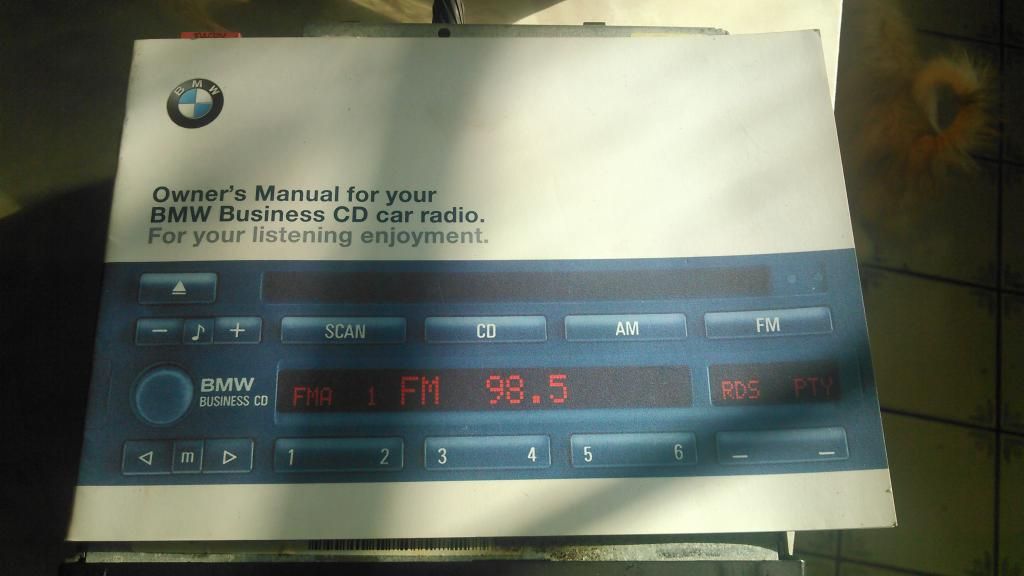 BMW
Owner's Manual for your
BMW Business CD car radio.
For your listening enjoyment.
− ♪ +
SCAN CD AM FM
BMW
BUSINESS CD
FMA 1 FM 98.5 RDS PTY
m 1 2 3 4 5 6 — —